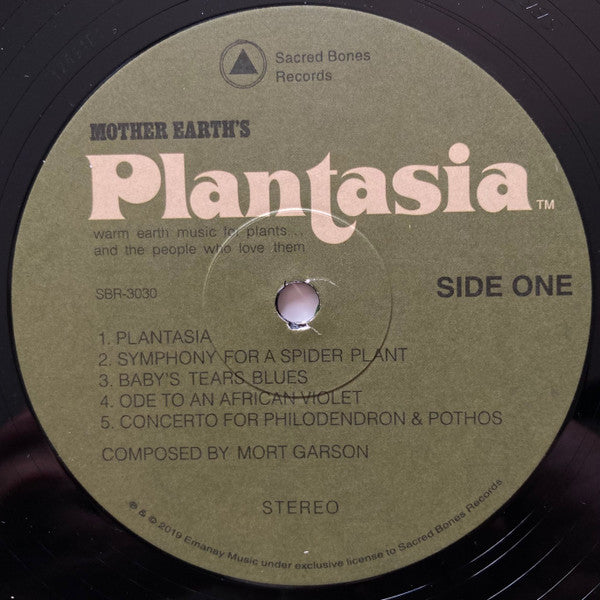 Sacred Bones
Records
MOTHER EARTH'S
Plantasia TM
warm earth music for plants...
and the people who love them
SBR-3030
SIDE ONE
1. PLANTASIA
2. SYMPHONY FOR A SPIDER PLANT
3. BABY'S TEARS BLUES
4. ODE TO AN AFRICAN VIOLET
5. CONCERTO FOR PHILODENDRON & POTHOS
COMPOSED BY MORT GARSON
STEREO
℗ & © 2019 Emanay Music under exclusive license to Sacred Bones Records